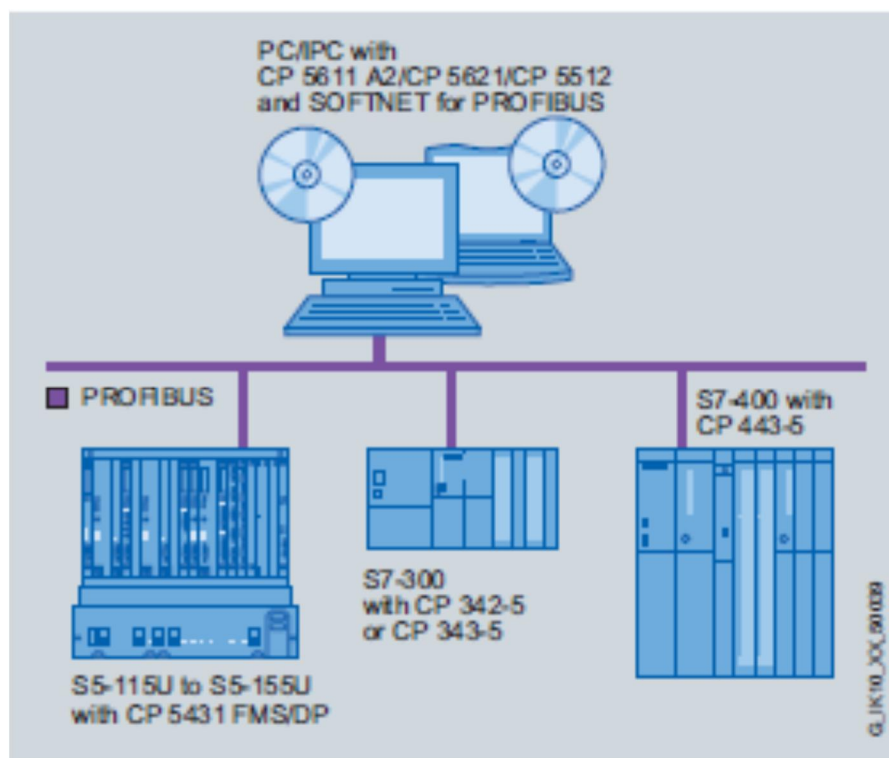 PC/IPC with
CP 5611 A2/CP 5621/CP 5512
and SOFTNET for PROFIBUS
PROFIBUS
S7-400 with
CP 443-5
S7-300
with CP 342-5
or CP 343-5
S5-115U to S5-155U
with CP 5431 FMS/DP
G_IK10_XX_50039